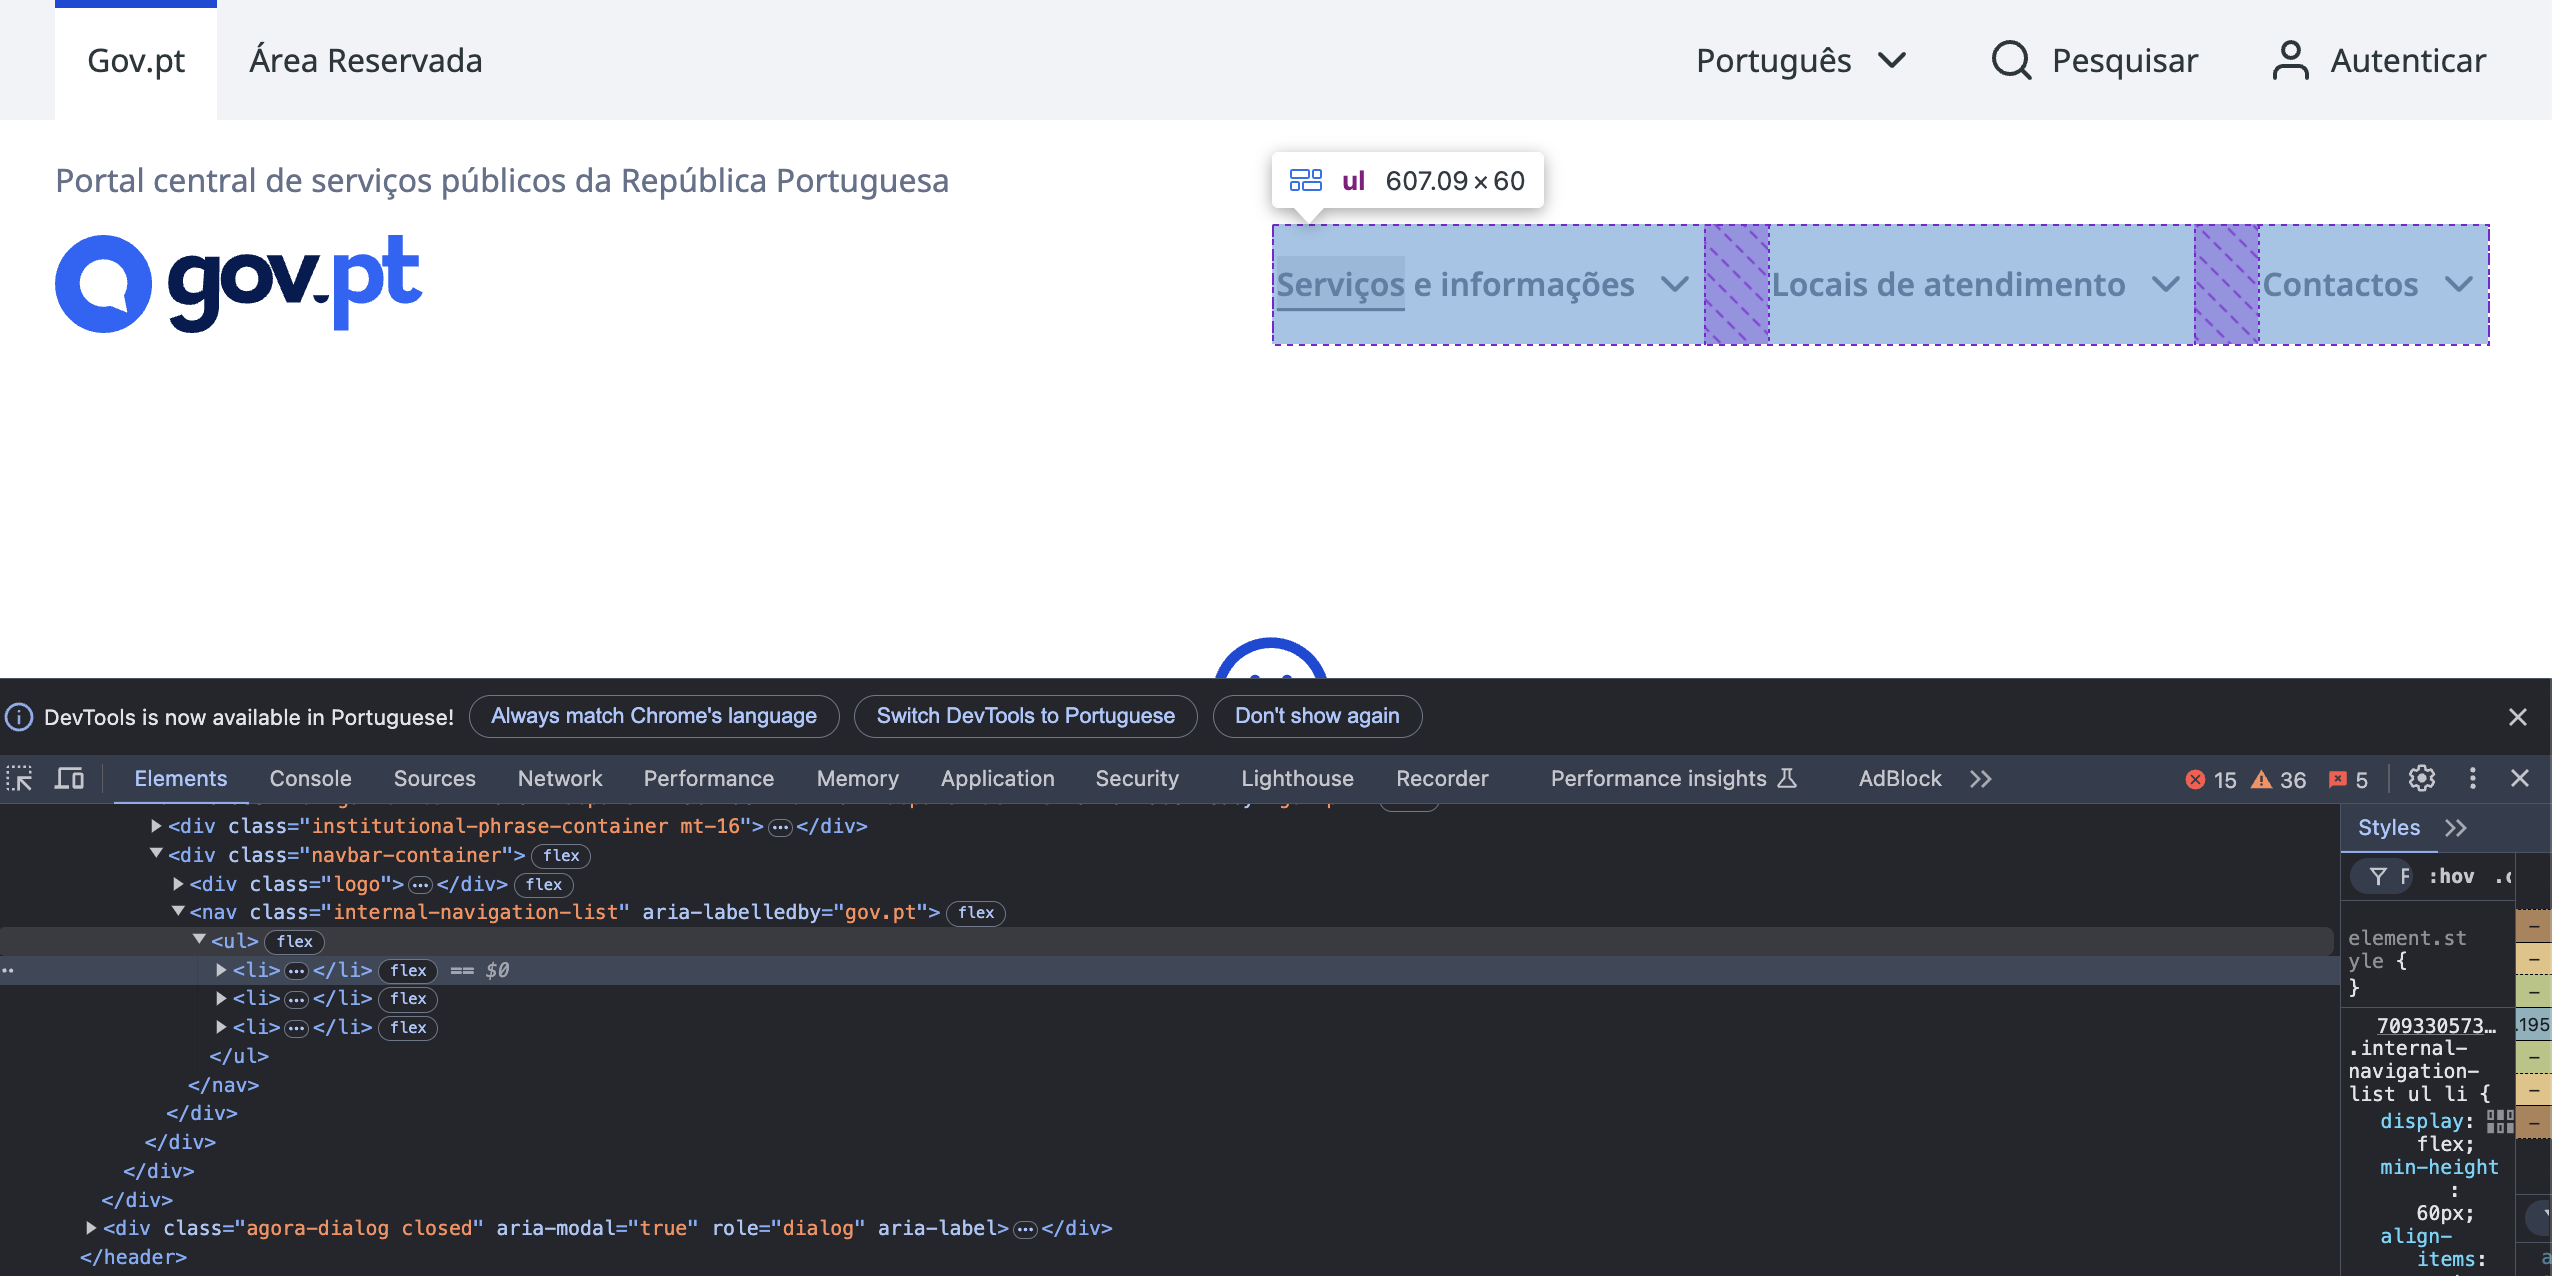 Gov.pt
Área Reservada
Português
Pesquisar
Autenticar
Portal central de serviços públicos da República Portuguesa
ul 607.09 × 60
gov.pt
Serviços e informações
Locais de atendimento
Contactos
DevTools is now available in Portuguese!
Always match Chrome's language
Switch DevTools to Portuguese
Don't show again
Elements
Console
Sources
Network
Performance
Memory
Application
Security
Lighthouse
Recorder
Performance insights
AdBlock
15
36
5
<div class="institutional-phrase-container mt-16">…</div>
<div class="navbar-container"> flex
<div class="logo">…</div> flex
<nav class="internal-navigation-list" aria-labelledby="gov.pt"> flex
<ul> flex
<li>…</li> flex == $0
<li>…</li> flex
<li>…</li> flex
</ul>
</nav>
</div>
</div>
</div>
</div>
<div class="agora-dialog closed" aria-modal="true" role="dialog" aria-label>…</div>
</header>
Styles
:hov
element.st
yle {
}
709330573…
.internal-
navigation-
list ul li {
display:
flex;
min-height
:
60px;
align-
items:
.195